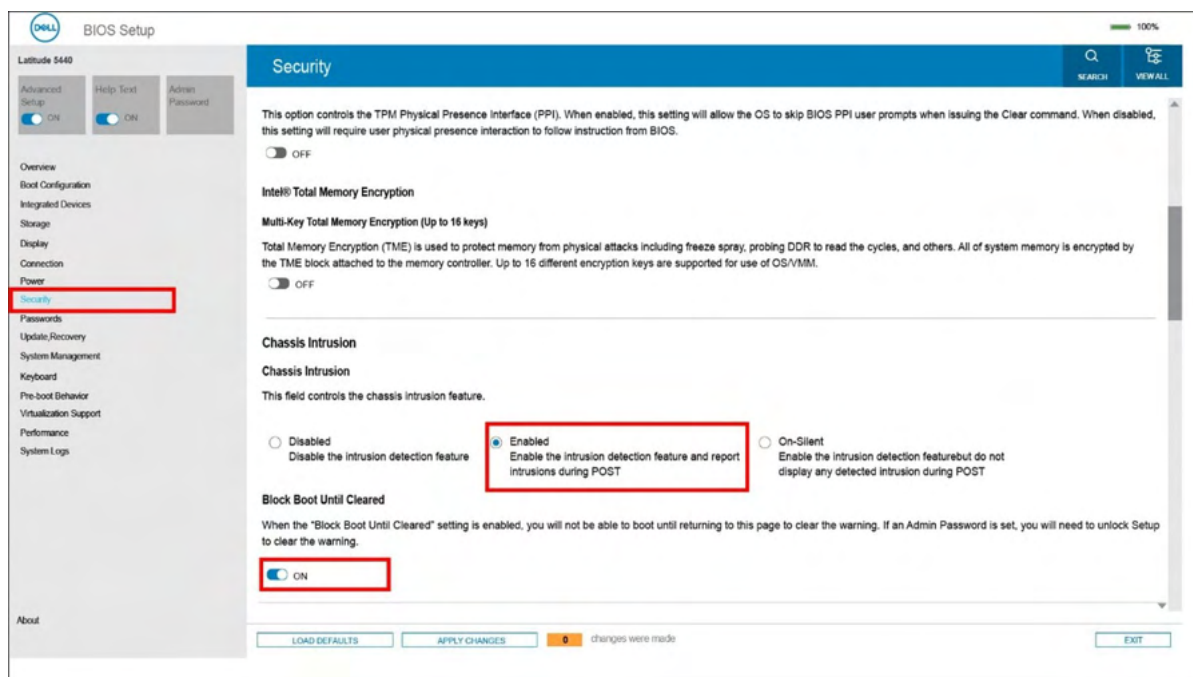 DELL
BIOS Setup
100%
Latitude 5440
Advanced
Setup
ON
Help Text
ON
Admin
Password
Overview
Boot Configuration
Integrated Devices
Storage
Display
Connection
Power
Security
Passwords
Update,Recovery
System Management
Keyboard
Pre-boot Behavior
Virtualization Support
Performance
System Logs
About
Security
SEARCH
VIEW ALL
This option controls the TPM Physical Presence Interface (PPI). When enabled, this setting will allow the OS to skip BIOS PPI user prompts when issuing the Clear command. When disabled,
this setting will require user physical presence interaction to follow instruction from BIOS.
OFF
Intel® Total Memory Encryption
Multi-Key Total Memory Encryption (Up to 16 keys)
Total Memory Encryption (TME) is used to protect memory from physical attacks including freeze spray, probing DDR to read the cycles, and others. All of system memory is encrypted by
the TME block attached to the memory controller. Up to 16 different encryption keys are supported for use of OS/VMM.
OFF
Chassis Intrusion
Chassis Intrusion
This field controls the chassis intrusion feature.
Disabled
Disable the intrusion detection feature
Enabled
Enable the intrusion detection feature and report
intrusions during POST
On-Silent
Enable the intrusion detection featurebut do not
display any detected intrusion during POST
Block Boot Until Cleared
When the "Block Boot Until Cleared" setting is enabled, you will not be able to boot until returning to this page to clear the warning. If an Admin Password is set, you will need to unlock Setup
to clear the warning.
ON
LOAD DEFAULTS
APPLY CHANGES
0 changes were made
EXIT